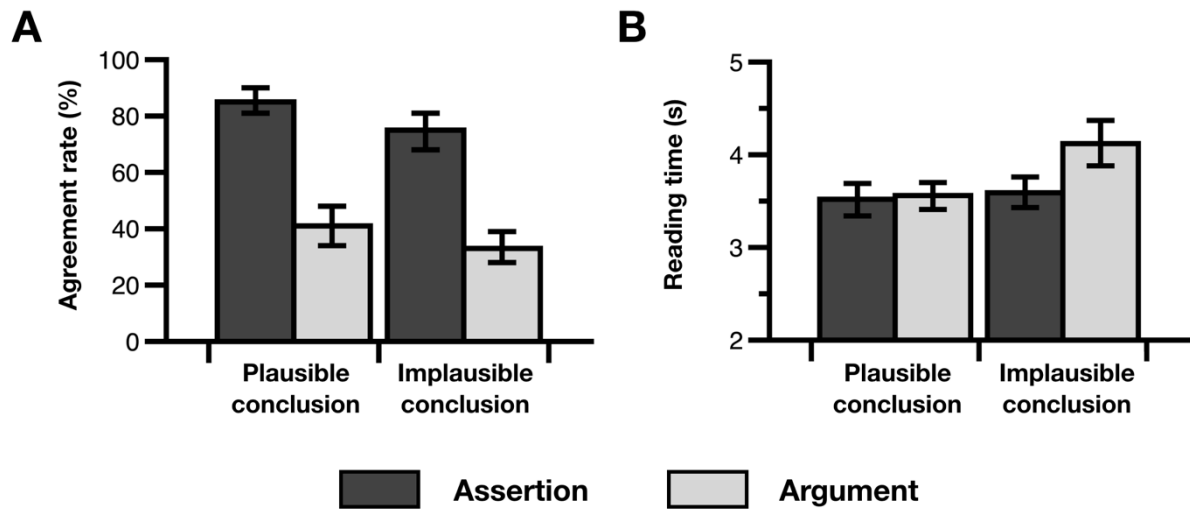 A
Agreement rate (%)
100
80
60
40
20
0
Plausible
conclusion
Implausible
conclusion
B
Reading time (s)
5
4
3
2
Plausible
conclusion
Implausible
conclusion
Assertion
Argument